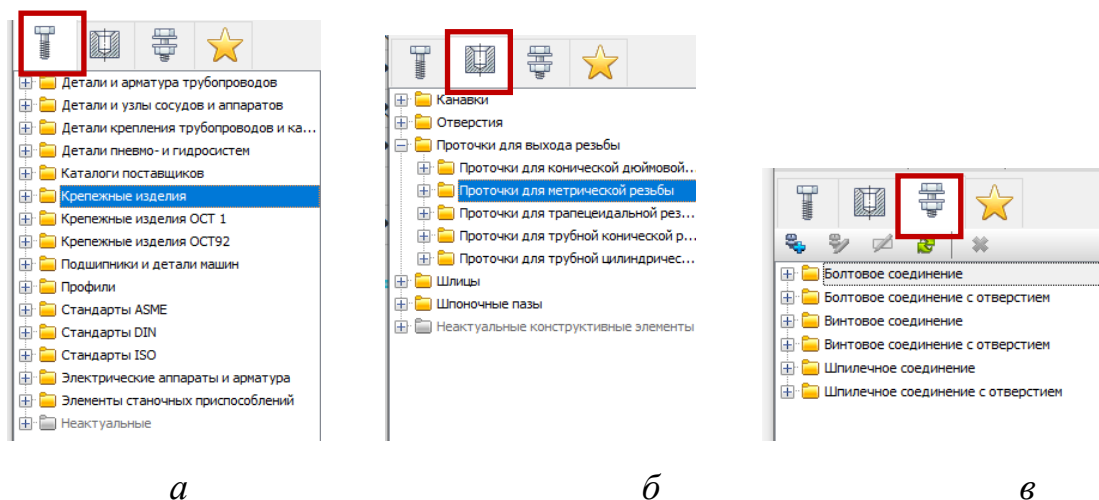 Детали и арматура трубопроводов
Детали и узлы сосудов и аппаратов
Детали крепления трубопроводов и ка...
Детали пневмо- и гидросистем
Каталоги поставщиков
Крепежные изделия
Крепежные изделия ОСТ 1
Крепежные изделия ОСТ92
Подшипники и детали машин
Профили
Стандарты ASME
Стандарты DIN
Стандарты ISO
Электрические аппараты и арматура
Элементы станочных приспособлений
Неактуальные
а
Канавки
Отверстия
Проточки для выхода резьбы
Проточки для конической дюймовой...
Проточки для метрической резьбы
Проточки для трапецеидальной рез...
Проточки для трубной конической р...
Проточки для трубной цилиндричес...
Шлицы
Шпоночные пазы
Неактуальные конструктивные элементы
б
Болтовое соединение
Болтовое соединение с отверстием
Винтовое соединение
Винтовое соединение с отверстием
Шпилечное соединение
Шпилечное соединение с отверстием
в